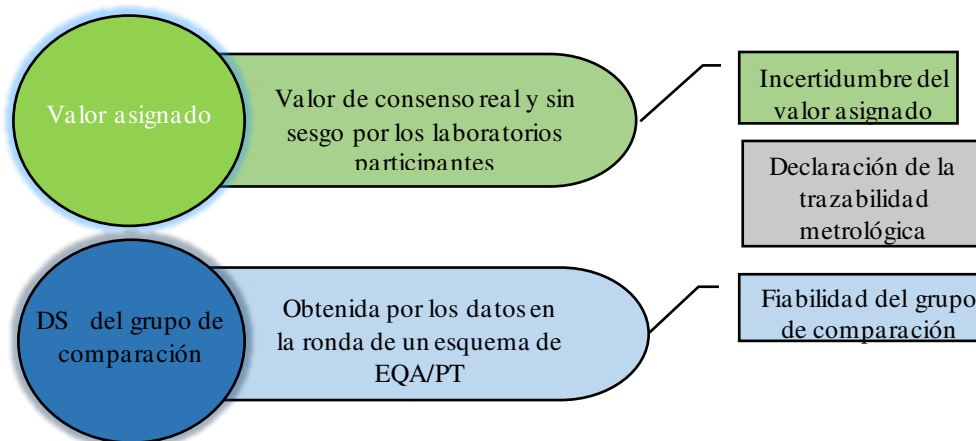 Valor asignado
Valor de consenso real y sin
sesgo por los laboratorios
participantes
Incertidumbre del
valor asignado
Declaración de la
trazabilidad
metrológica
DS del grupo de
comparación
Obtenida por los datos en
la ronda de un esquema de
EQA/PT
Fiabilidad del grupo
de comparación